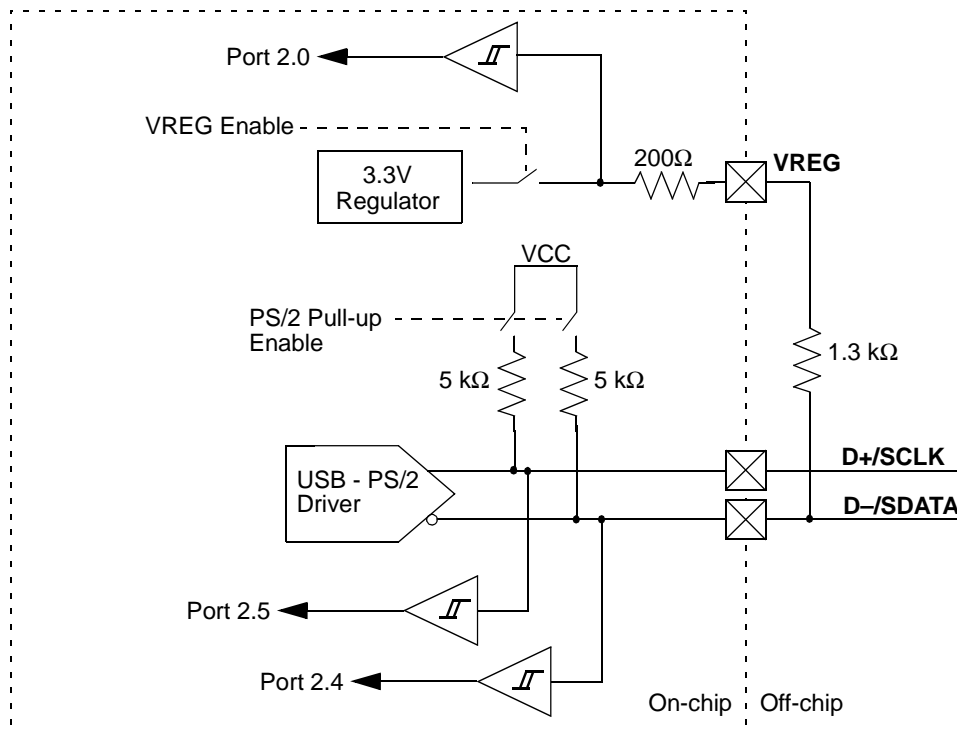 Port 2.0
VREG Enable
3.3V
Regulator
200Ω
VREG
VCC
PS/2 Pull-up
Enable
5 kΩ
5 kΩ
1.3 kΩ
USB - PS/2
Driver
D+/SCLK
D–/SDATA
Port 2.5
Port 2.4
On-chip
Off-chip